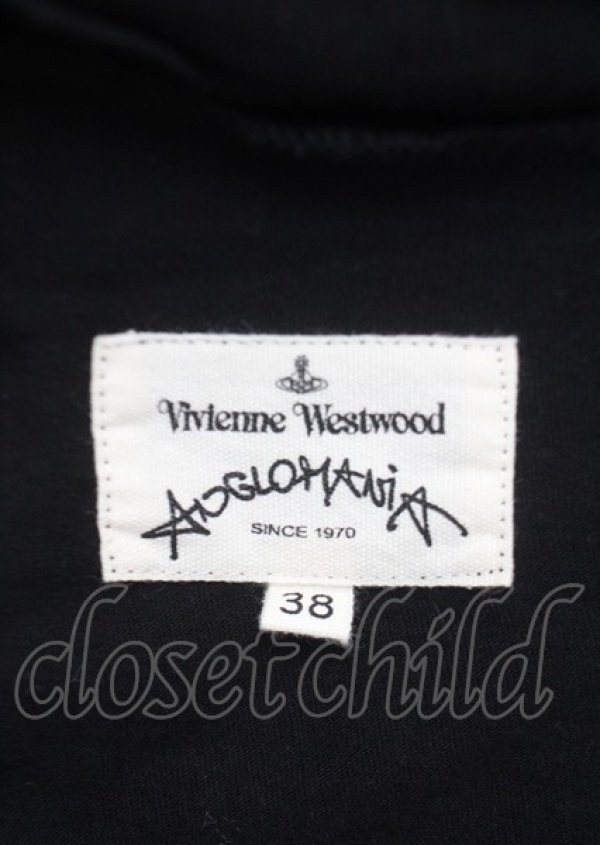 Vivienne Westwood
ANGLOMANIA
SINCE 1970
38
closetchild